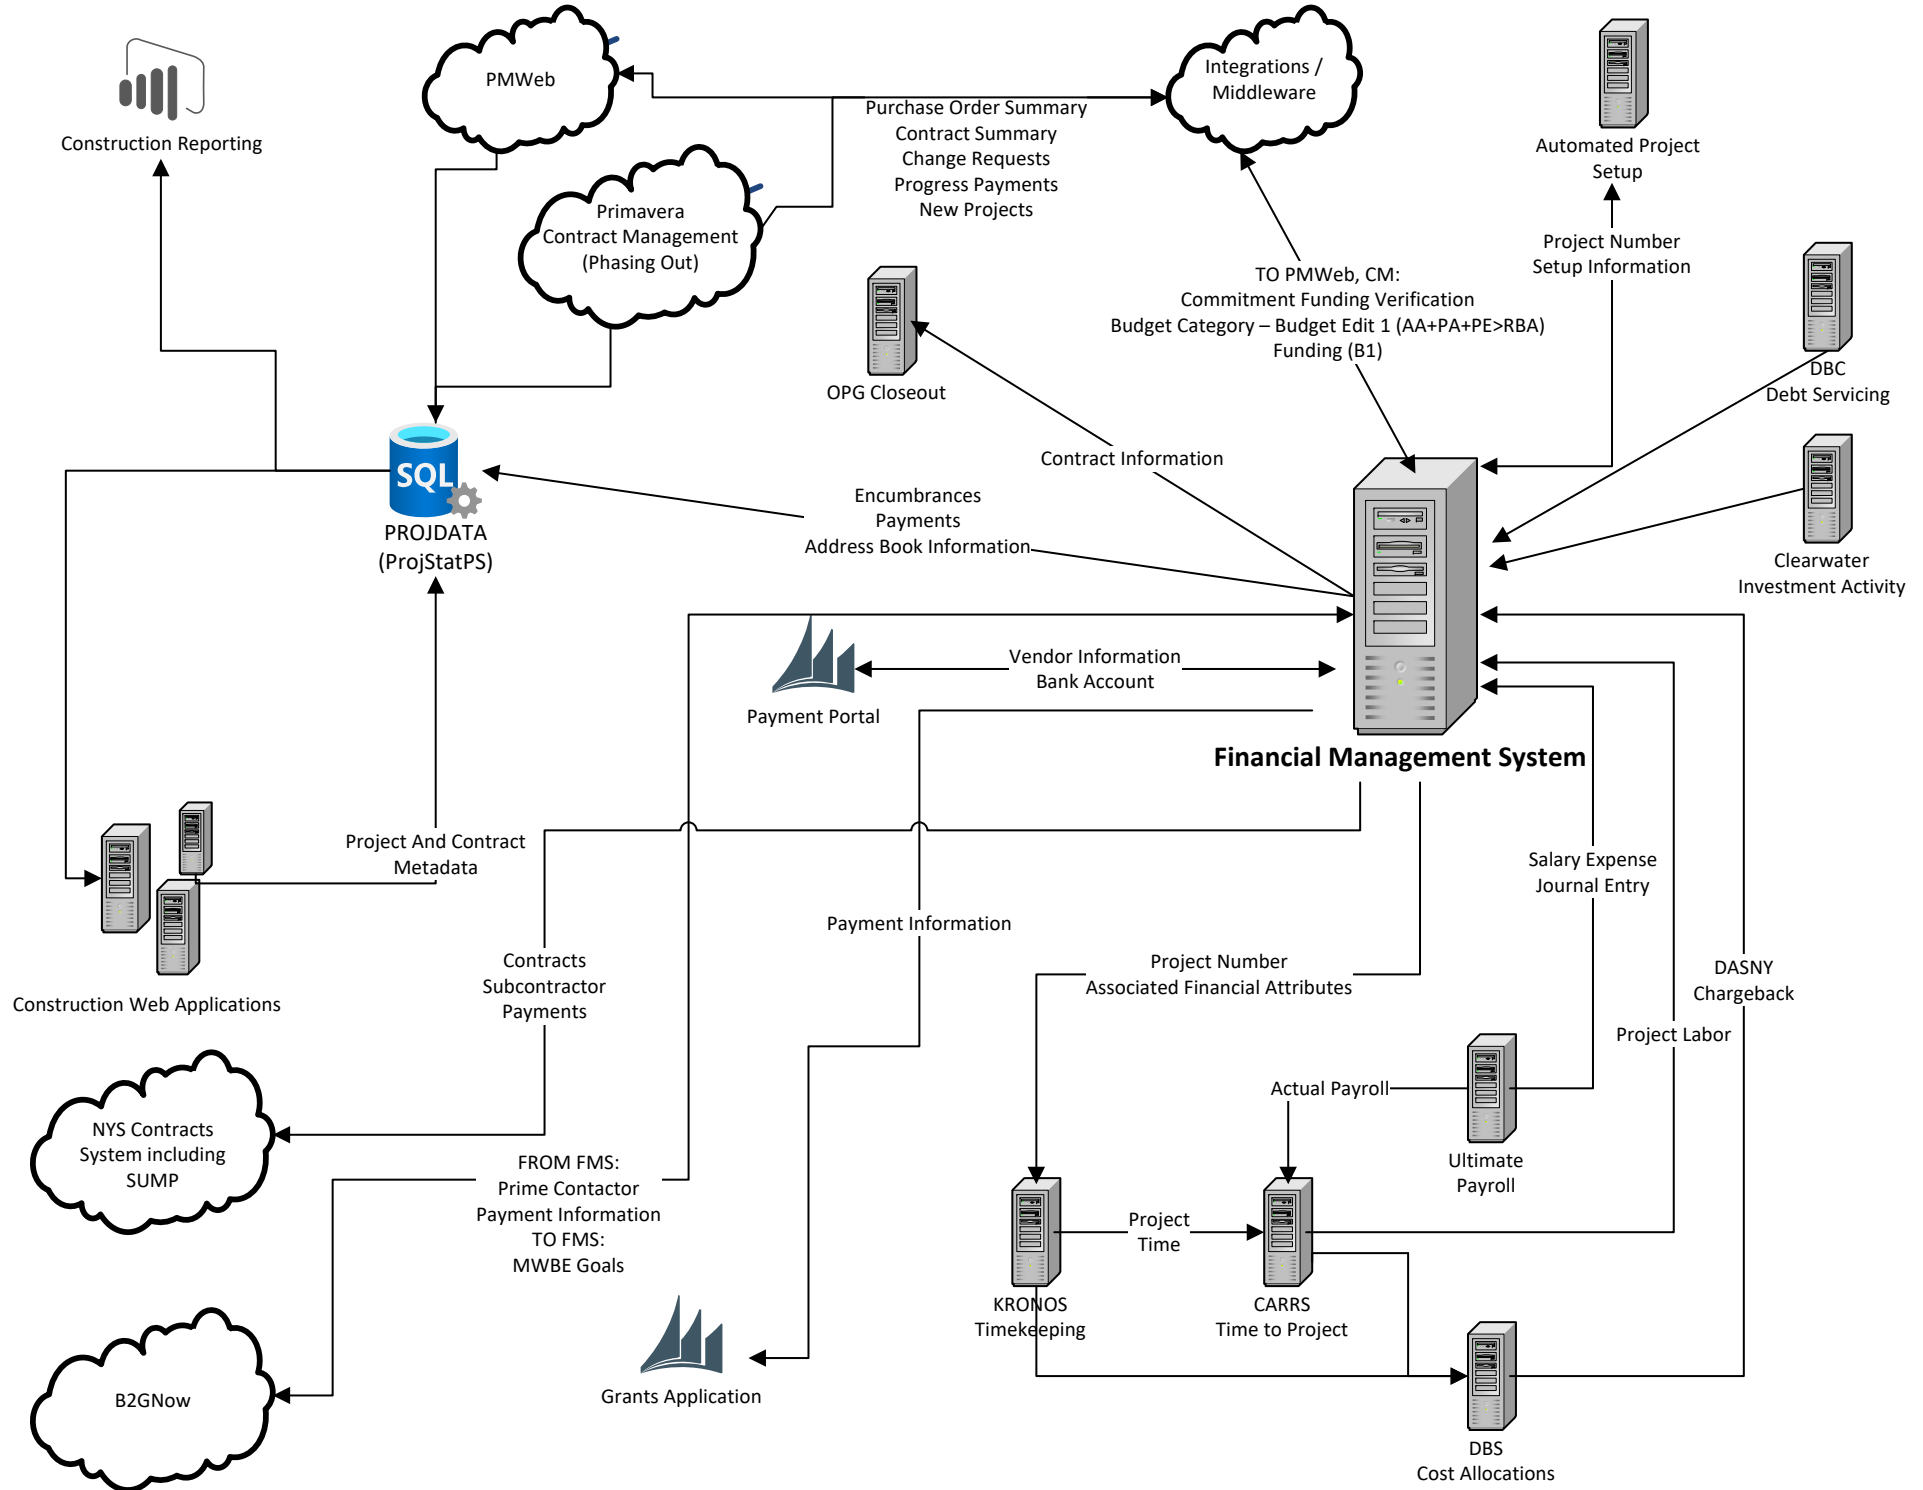 PMWeb
Integrations /
Middleware
Construction Reporting
Purchase Order Summary
Contract Summary
Change Requests
Progress Payments
New Projects
Automated Project
Setup
Primavera
Contract Management
(Phasing Out)
Project Number
Setup Information
TO PMWeb, CM:
Commitment Funding Verification
Budget Category – Budget Edit 1 (AA+PA+PE>RBA)
Funding (B1)
OPG Closeout
DBC
Debt Servicing
Contract Information
SQL
PROJDATA
(ProjStatPS)
Encumbrances
Payments
Address Book Information
Clearwater
Investment Activity
Vendor Information
Bank Account
Payment Portal
Financial Management System
Project And Contract
Metadata
Salary Expense
Journal Entry
Payment Information
Construction Web Applications
Contracts
Subcontractor
Payments
Project Number
Associated Financial Attributes
DASNY
Chargeback
Project Labor
Actual Payroll
NYS Contracts
System including
SUMP
Ultimate
Payroll
FROM FMS:
Prime Contactor
Payment Information
TO FMS:
MWBE Goals
Project
Time
KRONOS
Timekeeping
CARRS
Time to Project
B2GNow
Grants Application
DBS
Cost Allocations